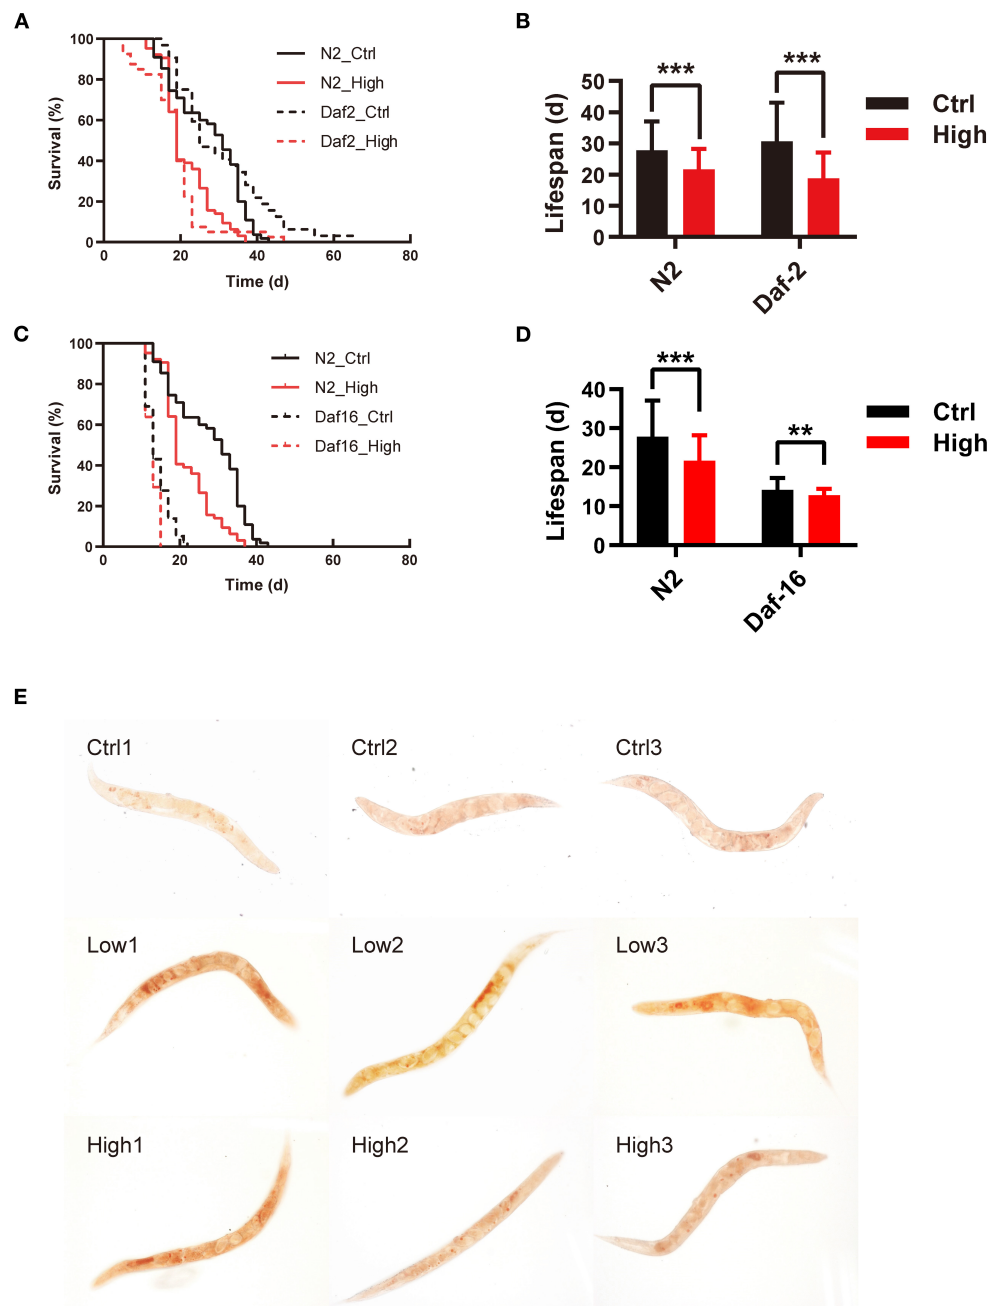 A
100
80
60
40
20
0
0
20
40
60
80
Survival (%)
Time (d)
N2_Ctrl
N2_High
Daf2_Ctrl
Daf2_High
B
50
40
30
20
10
0
Lifespan (d)
***
***
N2
Daf-2
Ctrl
High
C
100
80
60
40
20
0
0
20
40
60
80
Survival (%)
Time (d)
N2_Ctrl
N2_High
Daf16_Ctrl
Daf16_High
D
40
30
20
10
0
Lifespan (d)
***
**
N2
Daf-16
Ctrl
High
E
Ctrl1
Ctrl2
Ctrl3
Low1
Low2
Low3
High1
High2
High3